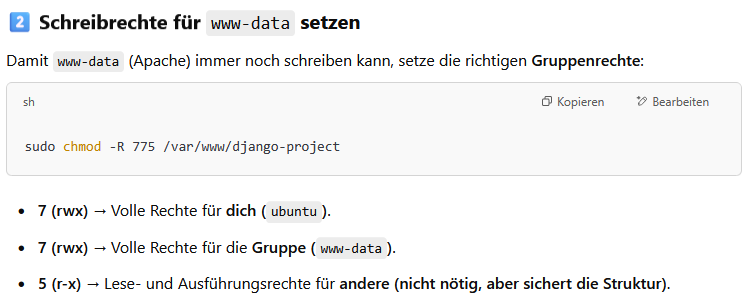 2 Schreibrechte für www-data setzen
Damit www-data (Apache) immer noch schreiben kann, setze die richtigen Gruppenrechte:
sh Kopieren Bearbeiten
sudo chmod -R 775 /var/www/django-project
• 7 (rwx) → Volle Rechte für dich (ubuntu).
• 7 (rwx) → Volle Rechte für die Gruppe (www-data).
• 5 (r-x) → Lese- und Ausführungsrechte für andere (nicht nötig, aber sichert die Struktur).